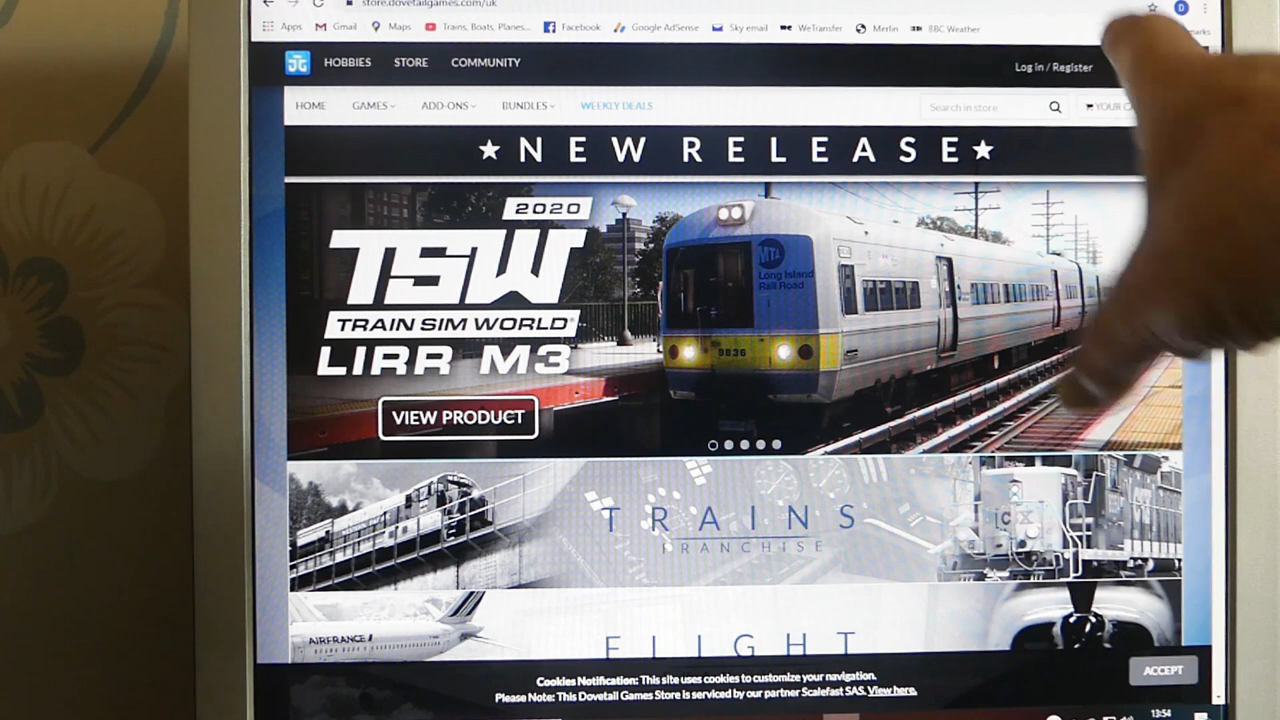 store.dovetailgames.com/uk
Apps Gmail Maps Trains, Boats, Planes... Facebook Google AdSense Sky email WeTransfer Merlin BBC Weather
HOBBIES STORE COMMUNITY Log in / Register
HOME GAMES ADD-ONS BUNDLES WEEKLY DEALS Search in store YOUR
★NEW RELEASE★
2020
TSW
TRAIN SIM WORLD®
LIRR M3
VIEW PRODUCT
MTA
Long Island
Rail Road
9836
TRAINS
FRANCHISE
AIRFRANCE
FLIGHT
Cookies Notification: This site uses cookies to customize your navigation.
Please Note: This Dovetail Games Store is serviced by our partner Scalefast SAS. View here.
ACCEPT
13:54